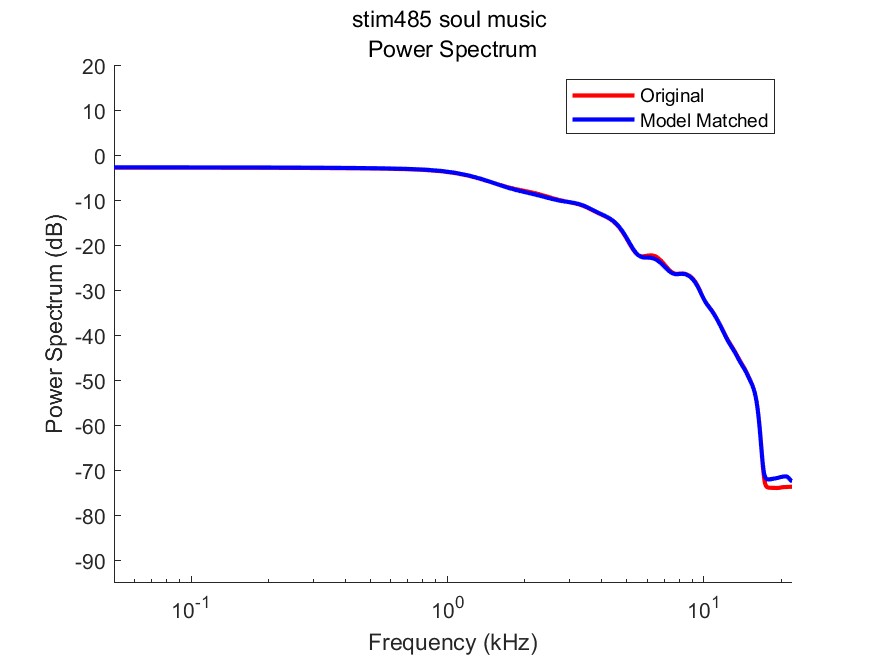 stim485 soul music
Power Spectrum
Original
Model Matched
20
10
0
-10
-20
-30
-40
-50
-60
-70
-80
-90
Power Spectrum (dB)
10^-1
10^0
10^1
Frequency (kHz)